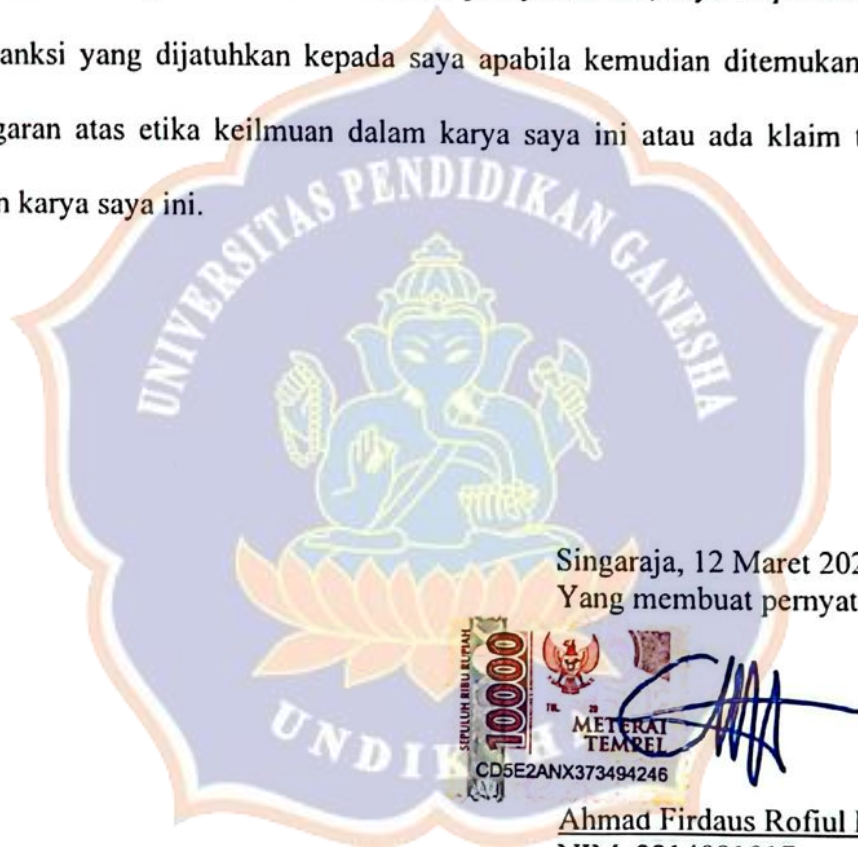 anksi yang dijatuhkan kepada saya apabila kemudian ditemukan
garan atas etika keilmuan dalam karya saya ini atau ada klaim
karya saya ini.
UNIVERSITAS PENDIDIKAN GANESHA
UNDIKSHA
Singaraja, 12 Maret 202
Yang membuat pernyat
SEPULUH RIBU RUPIAH
10000
METERAI
TEMPEL
CD5E2ANX373494246
Ahmad Firdaus Rofiul